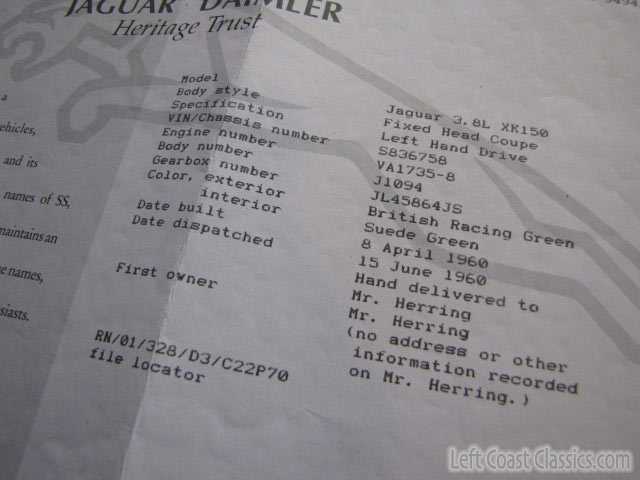 JAGUAR · DAIMLER
Heritage Trust
a
ehicles,
and its
names of SS,
maintains an
names,
siasts.
Model Jaguar 3.8L XK150
Body style Fixed Head Coupe
Specification Left Hand Drive
VIN/Chassis number S836758
Engine number VA1735-8
Body number J1094
Gearbox number JL45864JS
Color, exterior British Racing Green
interior Suede Green
Date built 8 April 1960
Date dispatched 15 June 1960
Hand delivered to
Mr. Herring
First owner Mr. Herring
(no address or other
information recorded
on Mr. Herring.)
RN/01/328/D3/C22P70
file locator
Left Coast Classics.com